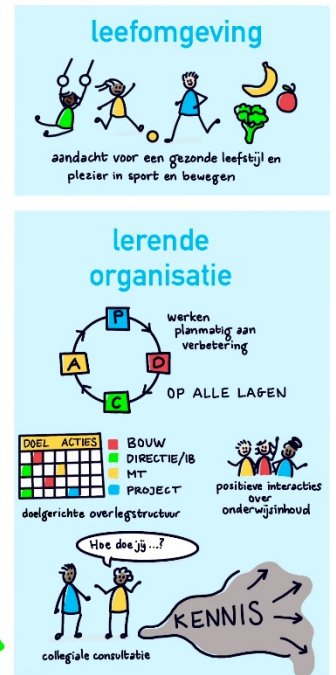 leefomgeving
aandacht voor een gezonde leefstijl en
plezier in sport en bewegen
lerende
organisatie
P
D
C
A
werken
planmatig aan
verbetering
OP ALLE LAGEN
DOEL ACTIES
BOUW
DIRECTIE/IB
MT
PROJECT
doelgerichte overlegstructuur
positieve interacties
over
onderwijsinhoud
Hoe doe jij ...?
collegiale consultatie
KENNIS